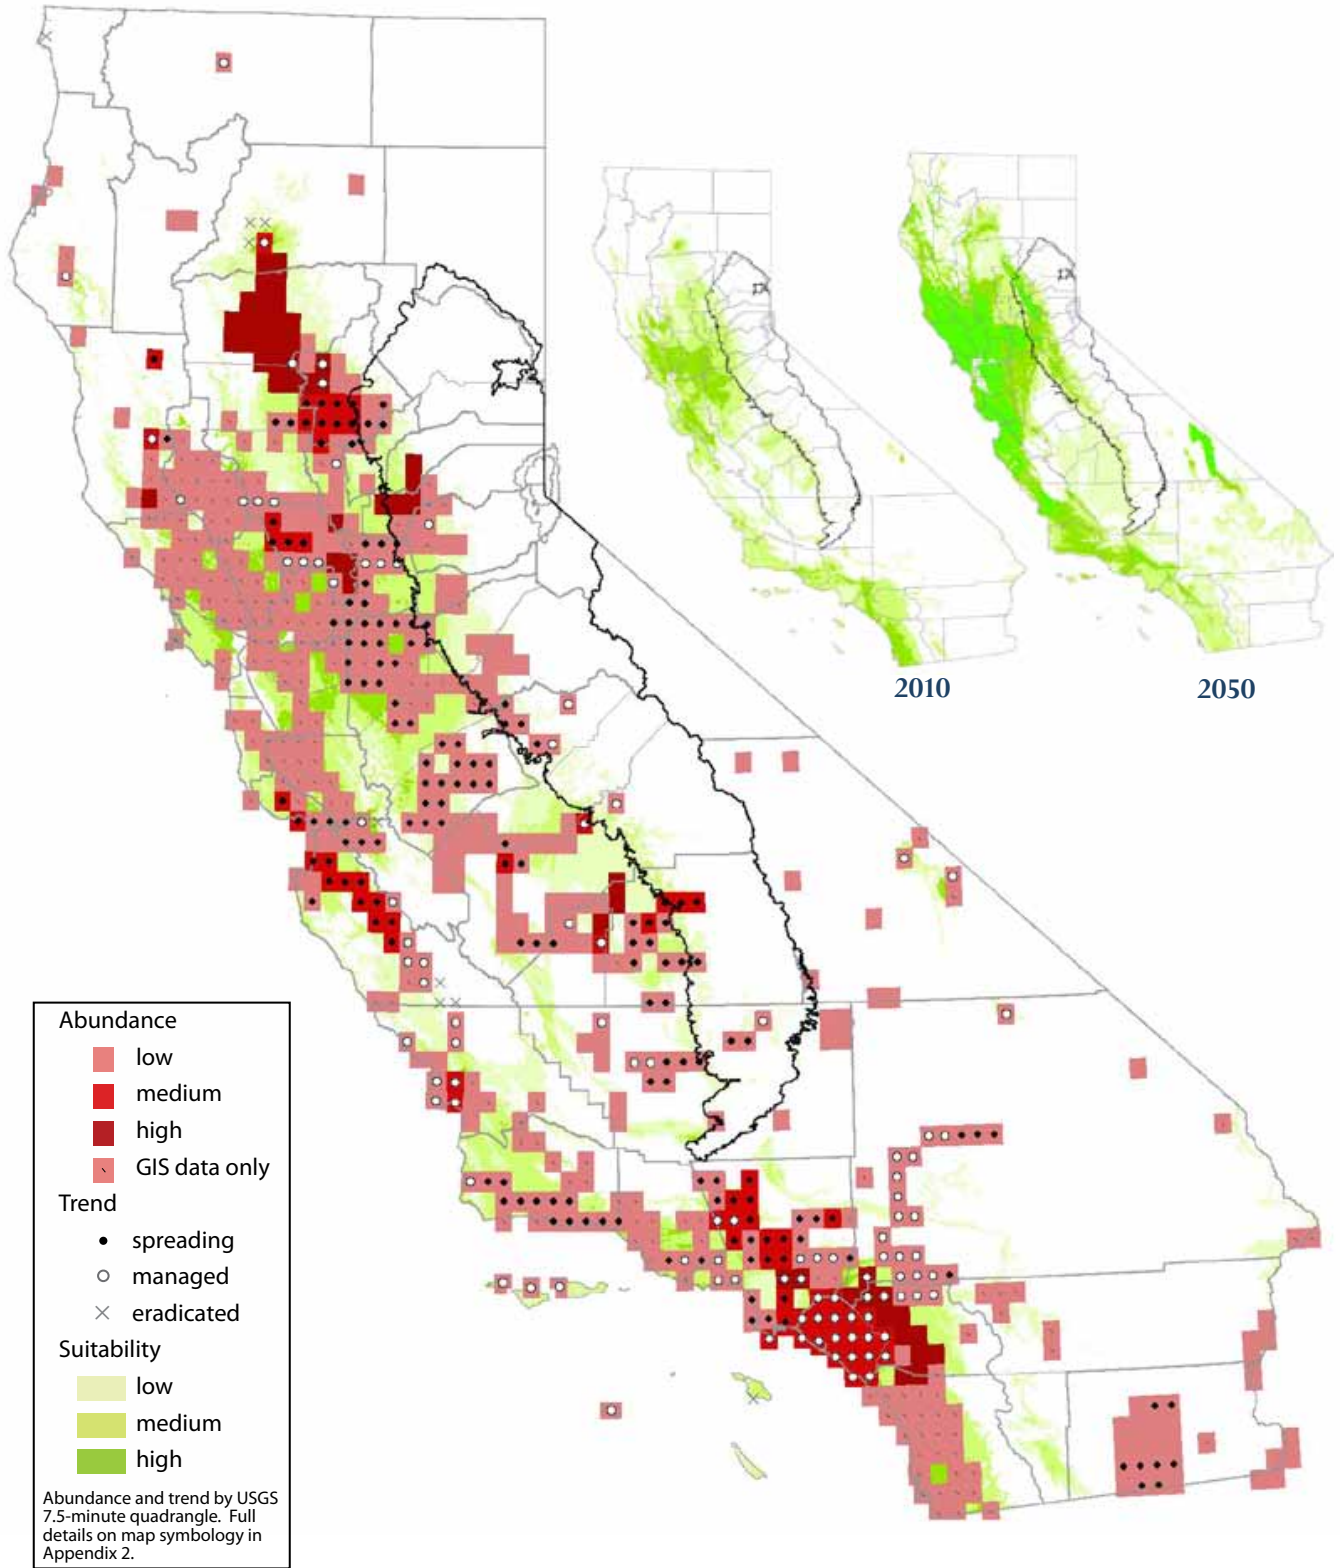 2010
2050
Abundance
low
medium
high
GIS data only
Trend
spreading
managed
eradicated
Suitability
low
medium
high
Abundance and trend by USGS
7.5-minute quadrangle. Full
details on map symbology in
Appendix 2.